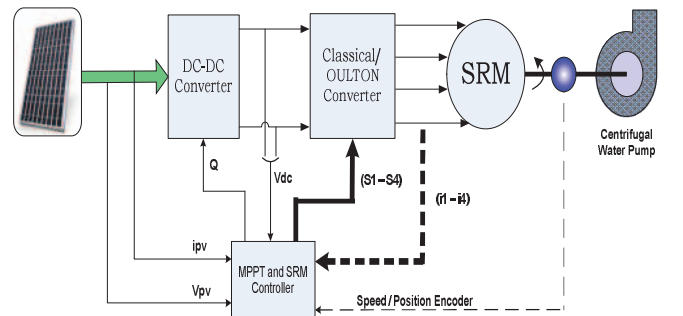 DC-DC
Converter
Classical/
OULTON
Converter
SRM
Centrifugal
Water Pump
Q
Vdc
(S1–S4)
(i1–i4)
ipv
MPPT and SRM
Controller
Vpv
Speed / Position Encoder